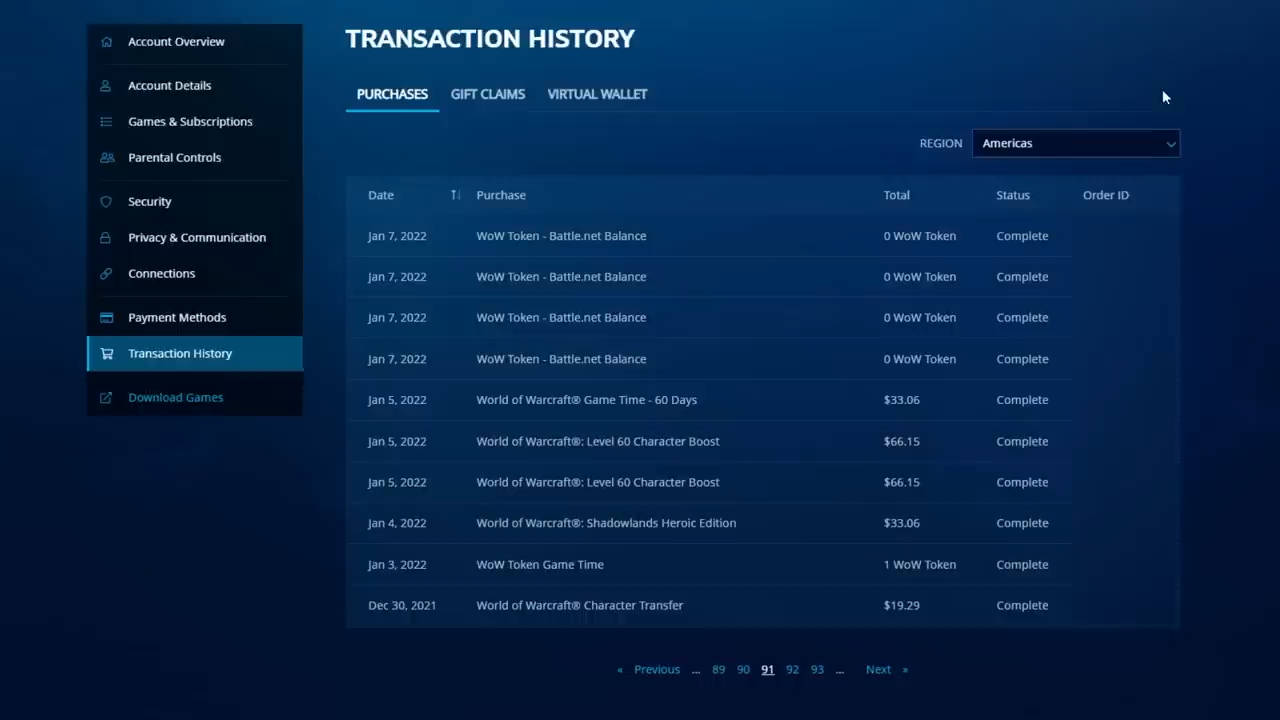 Account Overview
Account Details
Games & Subscriptions
Parental Controls
Security
Privacy & Communication
Connections
Payment Methods
Transaction History
Download Games
TRANSACTION HISTORY
PURCHASES GIFT CLAIMS VIRTUAL WALLET
REGION Americas
Date Purchase Total Status Order ID
Jan 7, 2022 WoW Token - Battle.net Balance 0 WoW Token Complete
Jan 7, 2022 WoW Token - Battle.net Balance 0 WoW Token Complete
Jan 7, 2022 WoW Token - Battle.net Balance 0 WoW Token Complete
Jan 7, 2022 WoW Token - Battle.net Balance 0 WoW Token Complete
Jan 5, 2022 World of Warcraft® Game Time - 60 Days $33.06 Complete
Jan 5, 2022 World of Warcraft®: Level 60 Character Boost $66.15 Complete
Jan 5, 2022 World of Warcraft®: Level 60 Character Boost $66.15 Complete
Jan 4, 2022 World of Warcraft®: Shadowlands Heroic Edition $33.06 Complete
Jan 3, 2022 WoW Token Game Time 1 WoW Token Complete
Dec 30, 2021 World of Warcraft® Character Transfer $19.29 Complete
« Previous ... 89 90 91 92 93 ... Next »